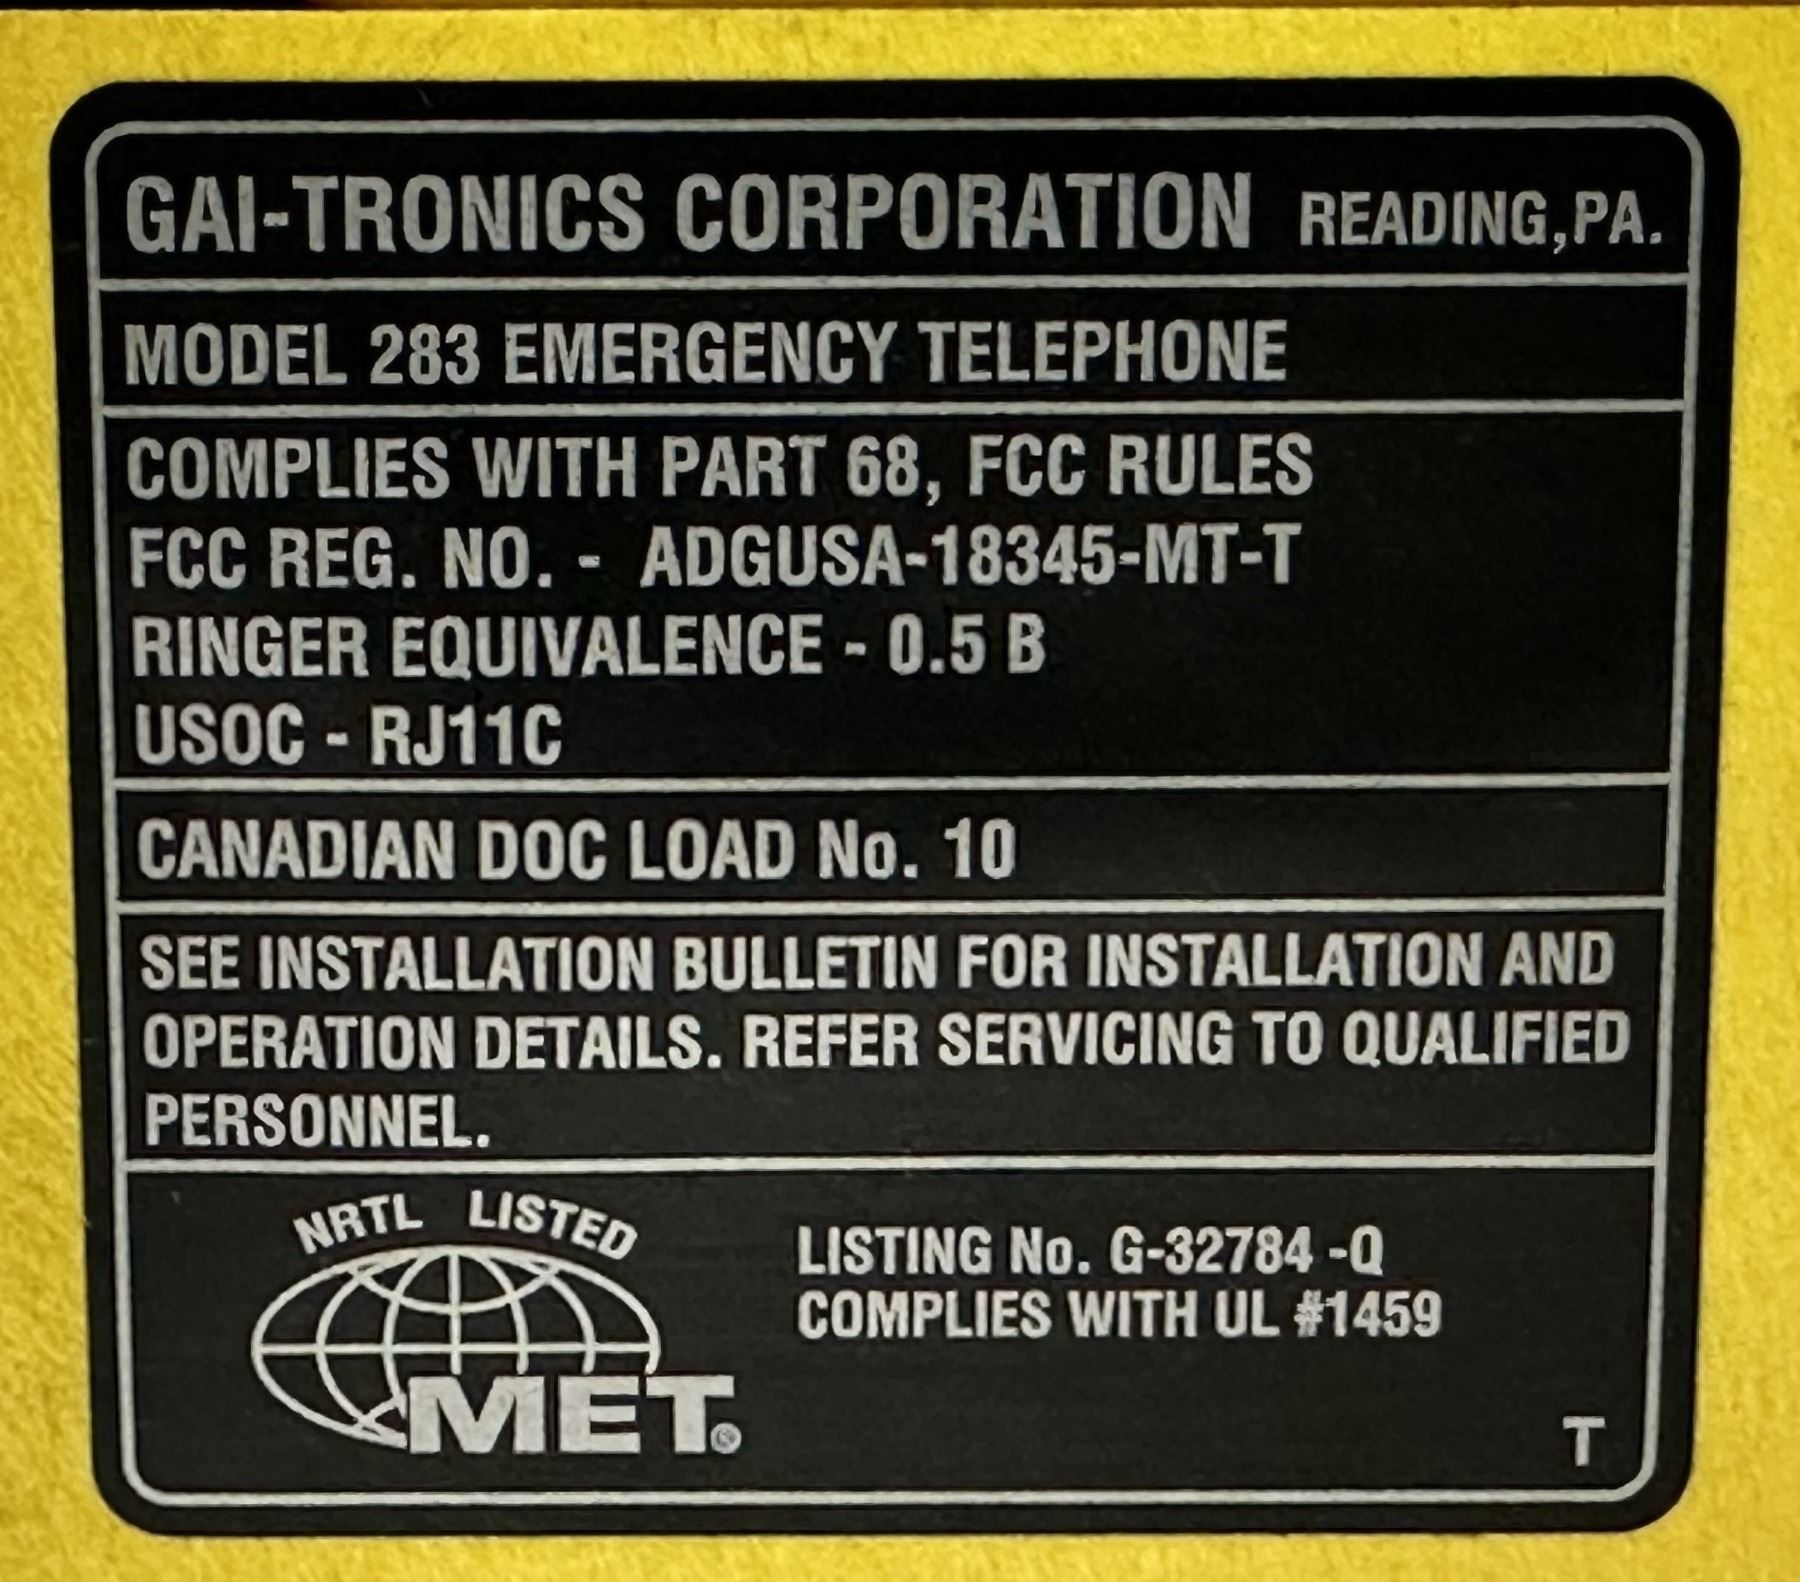 GAI-TRONICS CORPORATION READING,PA.
MODEL 283 EMERGENCY TELEPHONE
COMPLIES WITH PART 68, FCC RULES
FCC REG. NO. - ADGUSA-18345-MT-T
RINGER EQUIVALENCE - 0.5 B
USOC - RJ11C
CANADIAN DOC LOAD No. 10
SEE INSTALLATION BULLETIN FOR INSTALLATION AND
OPERATION DETAILS. REFER SERVICING TO QUALIFIED
PERSONNEL.
NRTL LISTED
MET®
LISTING No. G-32784 -Q
COMPLIES WITH UL #1459
T